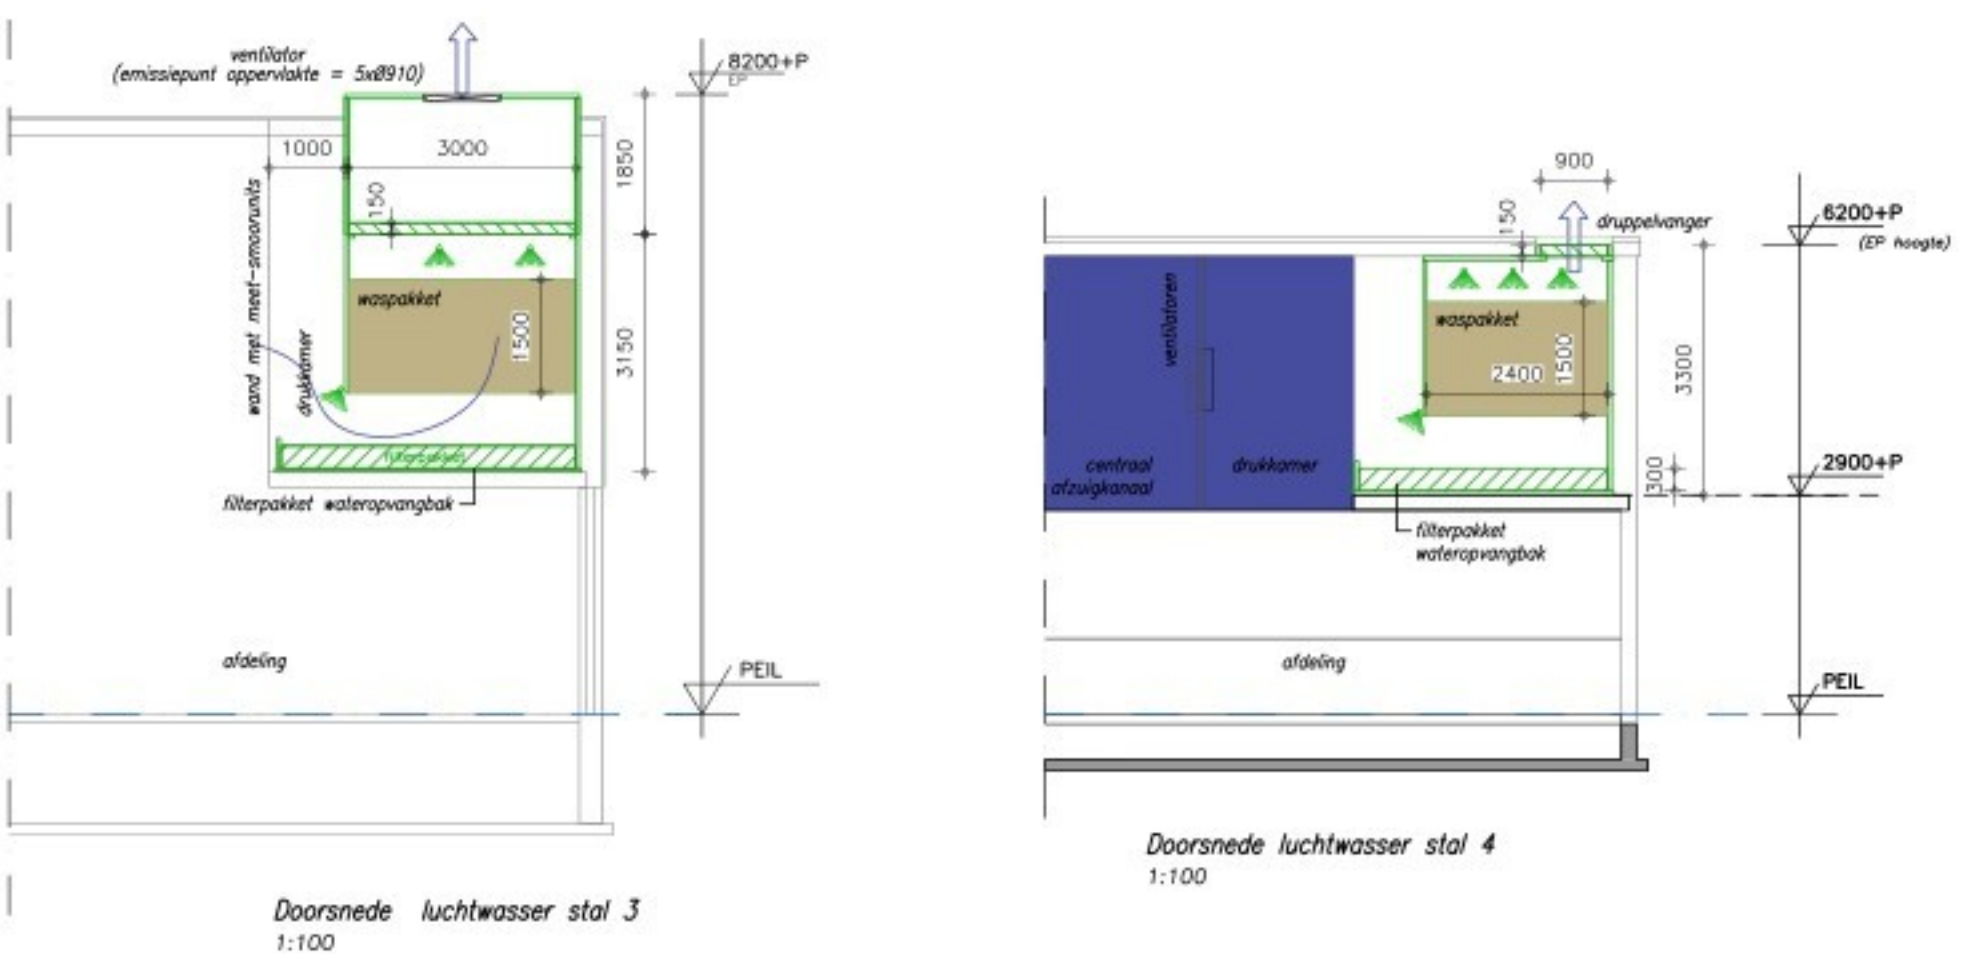 ventilator
(emissiepunt oppervlakte = 5xØ910)
8200+P
EP
1000
3000
1850
150
wand met meet-smoorunits
drukkamer
waspakket
1500
3150
filterpakket
filterpakket wateropvangbak
afdeling
PEIL
Doorsnede luchtwasser stal 3
1:100
900
150
druppelvanger
6200+P
(EP hoogte)
ventilatoren
waspakket
2400
1500
3300
centraal
afzuigkanaal
drukkamer
300
2900+P
filterpakket
wateropvangbak
afdeling
PEIL
Doorsnede luchtwasser stal 4
1:100